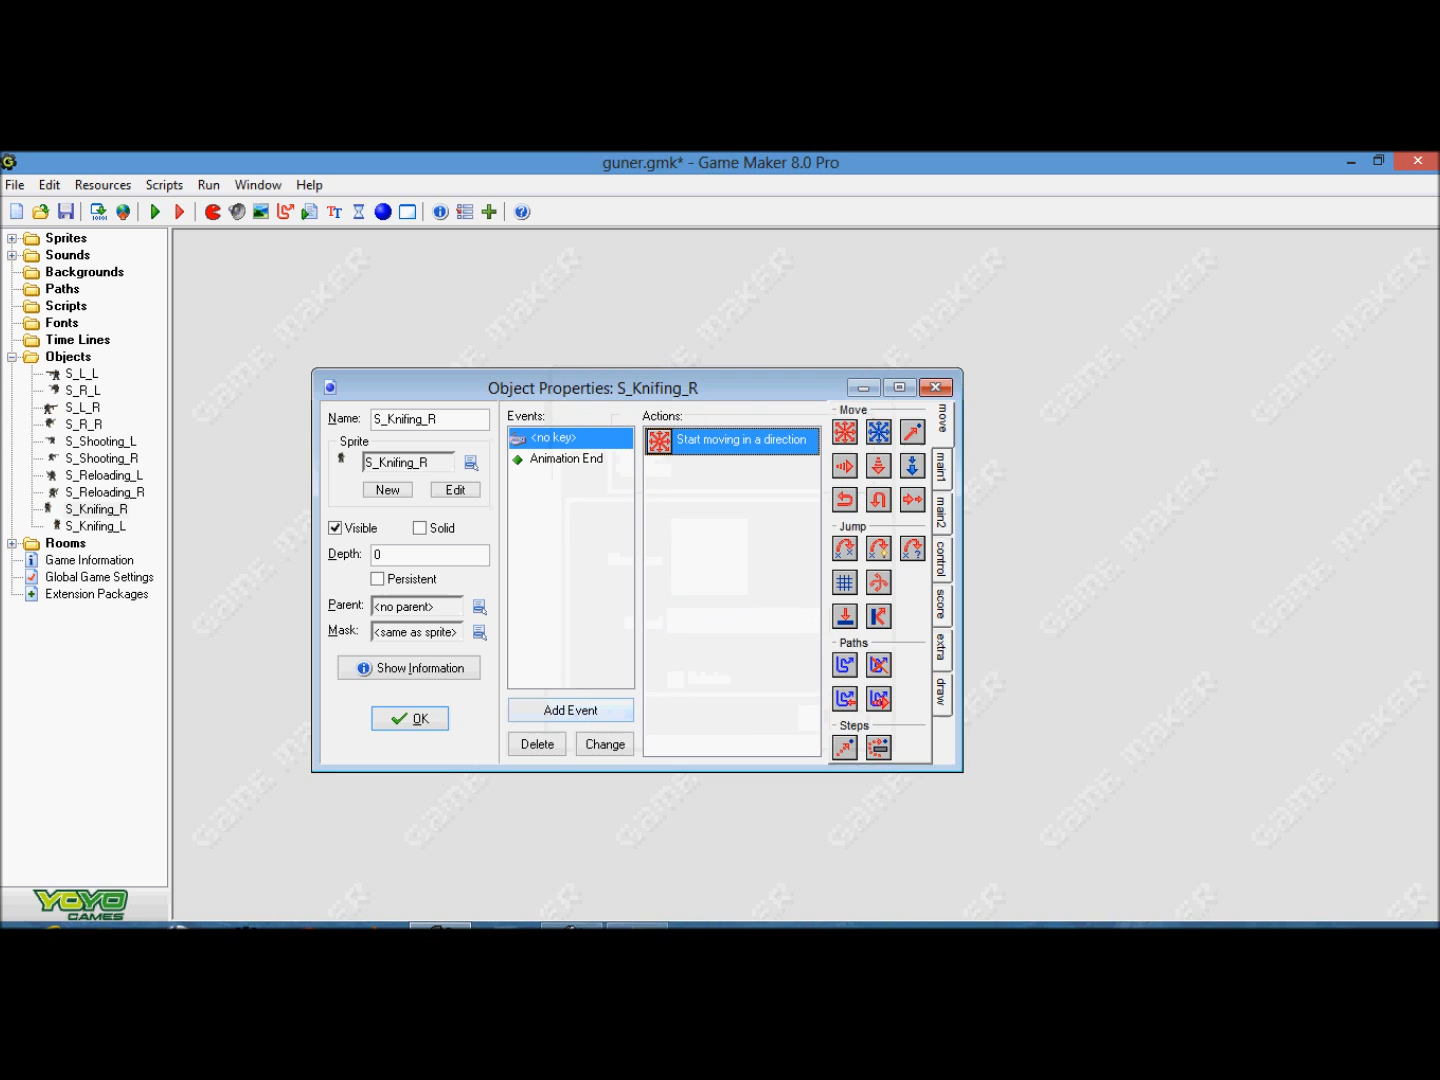 guner.gmk* - Game Maker 8.0 Pro
File Edit Resources Scripts Run Window Help
Sprites
Sounds
Backgrounds
Paths
Scripts
Fonts
Time Lines
Objects
S_L_L
S_R_L
S_L_R
S_R_R
S_Shooting_L
S_Shooting_R
S_Reloading_L
S_Reloading_R
S_Knifing_R
S_Knifing_L
Rooms
Game Information
Global Game Settings
Extension Packages
YOYO
GAMES
Object Properties: S_Knifing_R
Name: S_Knifing_R
Sprite
S_Knifing_R
New Edit
Visible Solid
Depth: 0
Persistent
Parent: <no parent>
Mask: <same as sprite>
Show Information
OK
Events:
<no key>
Animation End
Add Event
Delete Change
Actions:
Start moving in a direction
Move
Jump
Paths
Steps
move
main1
main2
control
score
extra
draw
GAME MAKER